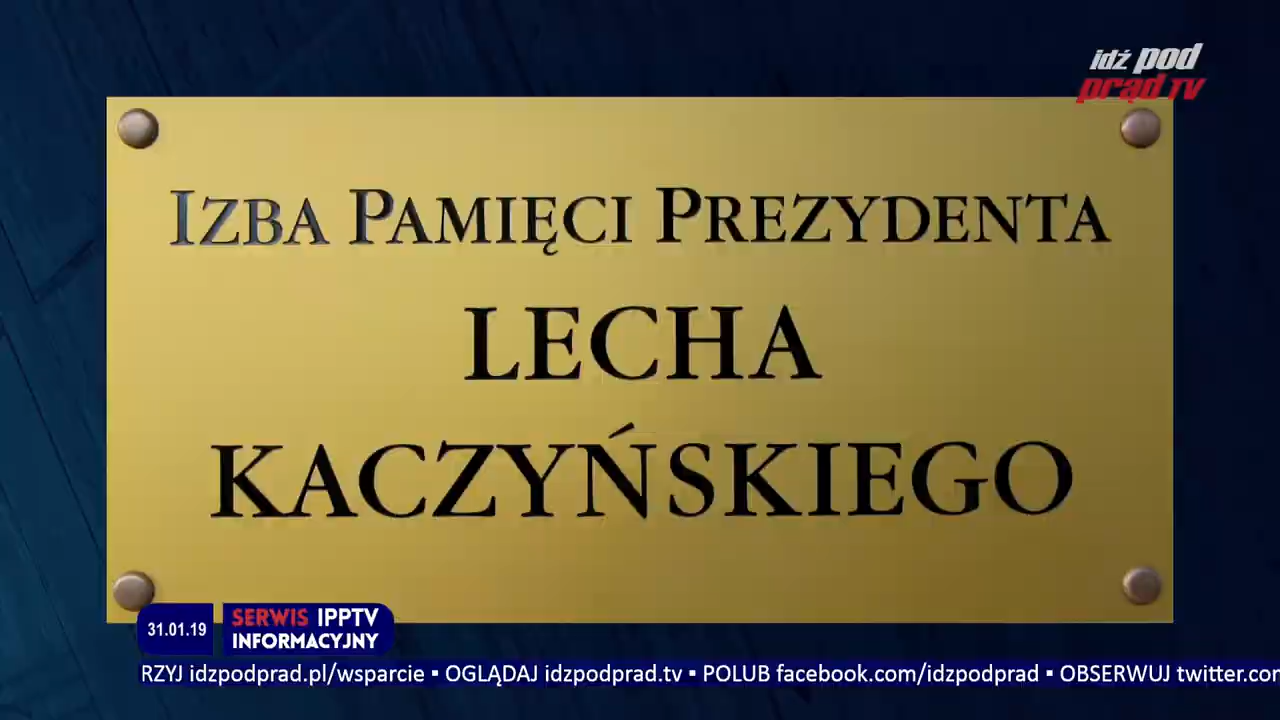 idź pod
prąd TV
IZBA PAMIĘCI PREZYDENTA
LECHA
KACZYŃSKIEGO
31.01.19
SERWIS IPPTV
INFORMACYJNY
RZYJ idzpodprad.pl/wsparcie ▪ OGLĄDAJ idzpodprad.tv ▪ POLUB facebook.com/idzpodprad ▪ OBSERWUJ twitter.com